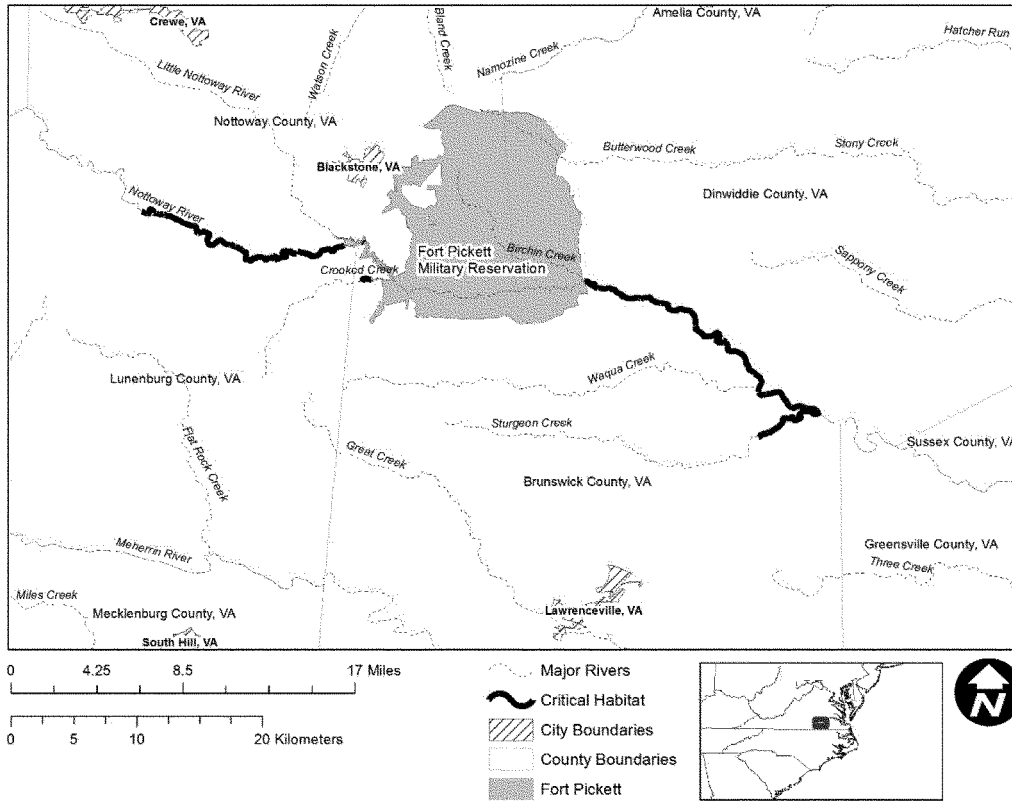 Crewe, VA
Bland Creek
Amelia County, VA
Hatcher Run
Watson Creek
Namozine Creek
Little Nottoway River
Nottoway County, VA
Blackstone, VA
Butterwood Creek
Stony Creek
Dinwiddie County, VA
Nottoway River
Fort Pickett
Military Reservation
Birchin Creek
Crooked Creek
Sappony Creek
Waqua Creek
Lunenburg County, VA
Sturgeon Creek
Flat Rock Creek
Great Creek
Sussex County, VA
Brunswick County, VA
Meherrin River
Greensville County, VA
Three Creek
Miles Creek
Mecklenburg County, VA
Lawrenceville, VA
South Hill, VA
0 4.25 8.5 17 Miles
0 5 10 20 Kilometers
Major Rivers
Critical Habitat
City Boundaries
County Boundaries
Fort Pickett
N